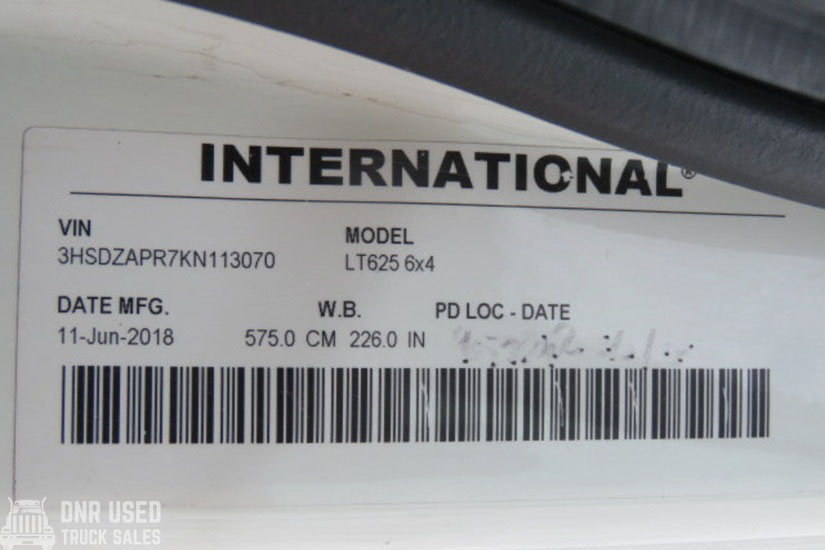 INTERNATIONAL®
VIN
3HSDZAPR7KN113070
MODEL
LT625 6x4
DATE MFG.
11-Jun-2018
W.B.
575.0 CM 226.0 IN
PD LOC - DATE
DNR USED
TRUCK SALES